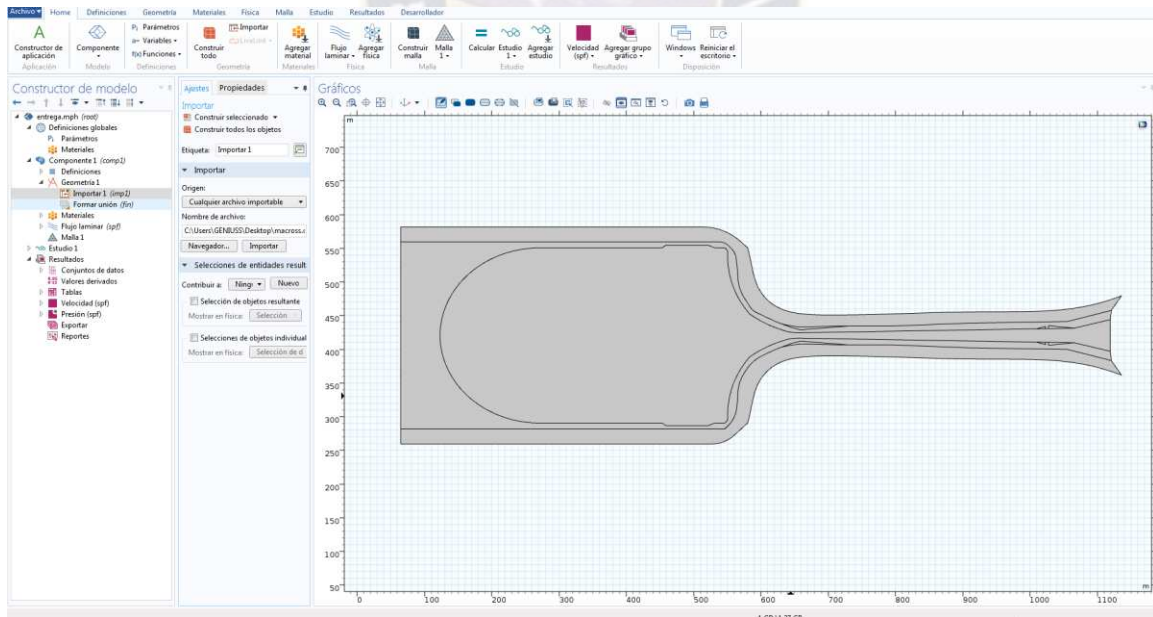 Archivo Home Definiciones Geometría Materiales Física Malla Estudio Resultados Desarrollador
Constructor de aplicación
Componente
Pi Parámetros
a= Variables
f(x) Funciones
Construir todo
Importar
LiveLink
Agregar material
Flujo laminar
Agregar física
Construir malla
Malla 1
Calcular
Estudio 1
Agregar estudio
Velocidad (spf)
Agregar grupo gráfico
Windows
Reiniciar el escritorio
Aplicación Modelo Definiciones Geometría Materiales Física Malla Estudio Resultados Disposición
Constructor de modelo
entrega.mph (root)
Definiciones globales
Pi Parámetros
Materiales
Componente 1 (comp1)
Definiciones
Geometría 1
Importar 1 (imp1)
Formar unión (fin)
Materiales
Flujo laminar (spf)
Malla 1
Estudio 1
Resultados
Conjuntos de datos
Valores derivados
Tablas
Velocidad (spf)
Presión (spf)
Exportar
Reportes
Ajustes Propiedades
Importar
Construir seleccionado
Construir todos los objetos
Etiqueta: Importar 1
Importar
Origen:
Cualquier archivo importable
Nombre de archivo:
C:\Users\GENIUSS\Desktop\macross.c
Navegador... Importar
Selecciones de entidades result
Contribuir a: Ning Nuevo
Selección de objetos resultante
Mostrar en física: Selección
Selecciones de objetos individual
Mostrar en física: Selección de d
Gráficos
m
700
650
600
550
500
450
400
350
300
250
200
150
100
50
0 100 200 300 400 500 600 700 800 900 1000 1100
m